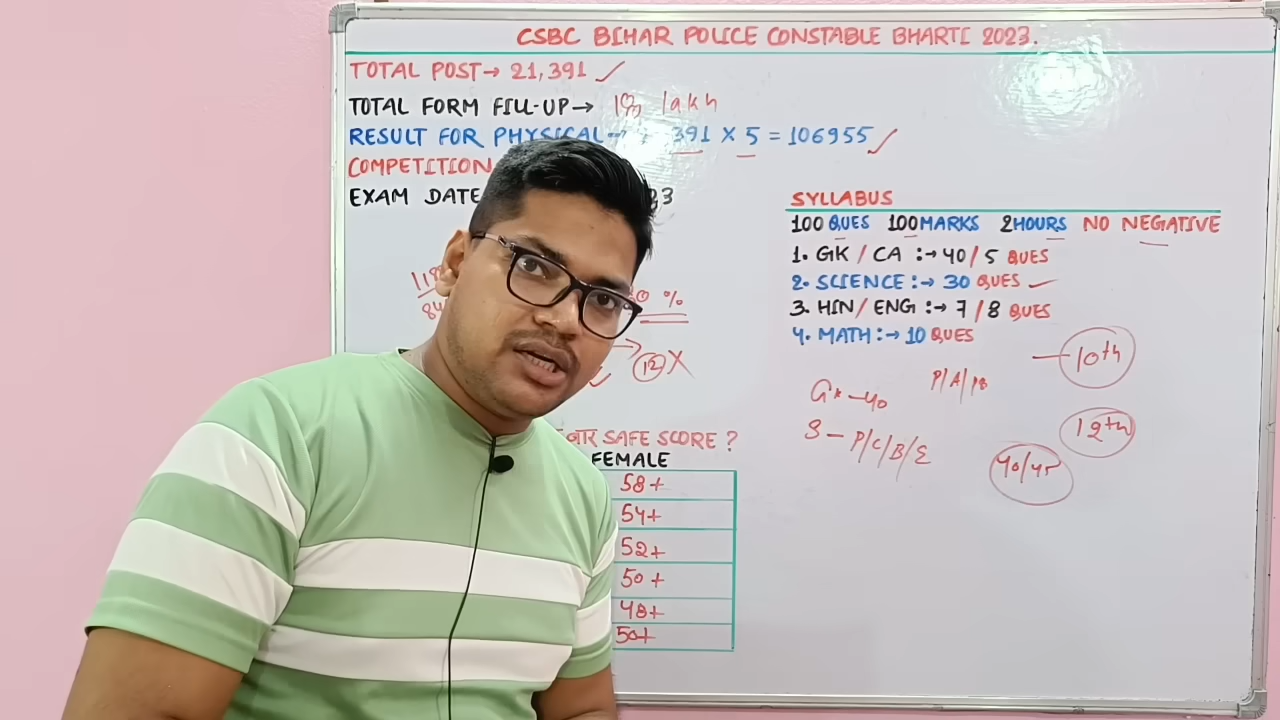 CSBC BIHAR POLICE CONSTABLE BHARTI 2023.
TOTAL POST→ 21,391 ✓
TOTAL FORM FILL-UP→ lakh
RESULT FOR PHYSICAL→ 391 X 5 = 106955 ✓
COMPETITION
EXAM DATE
SAFE SCORE ?
FEMALE
58+
54+
52+
50+
48+
50+
%
12 X
SYLLABUS
100 QUES 100 MARKS 2 HOURS NO NEGATIVE
1. GK / CA :→ 40 / 5 QUES
2. SCIENCE :→ 30 QUES
3. HIN / ENG :→ 7 / 8 QUES
4. MATH :→ 10 QUES
10th
GK - 40
S - P/C/B/E
12th
40/45